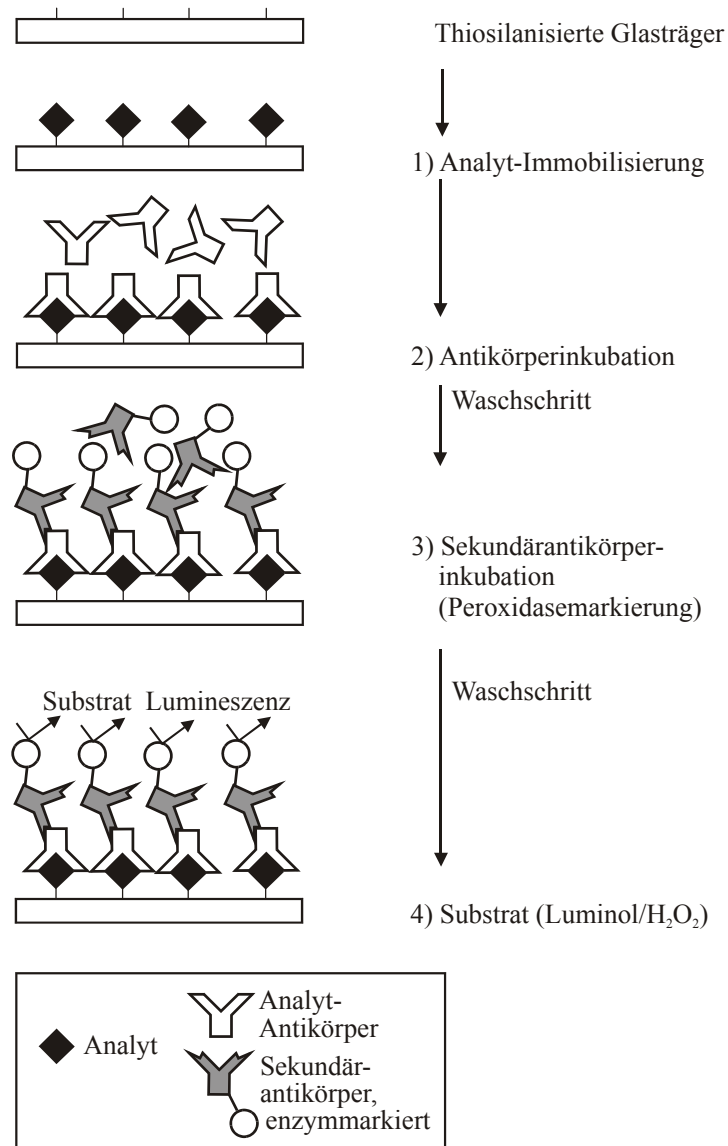 Thiosilanisierte Glasträger
1) Analyt-Immobilisierung
2) Antikörperinkubation
Waschschritt
3) Sekundärantikörper-
inkubation
(Peroxidasemarkierung)
Substrat Lumineszenz
Waschschritt
4) Substrat (Luminol/H₂O₂)
Analyt
Analyt-
Antikörper
Sekundär-
antikörper,
enzymmarkiert